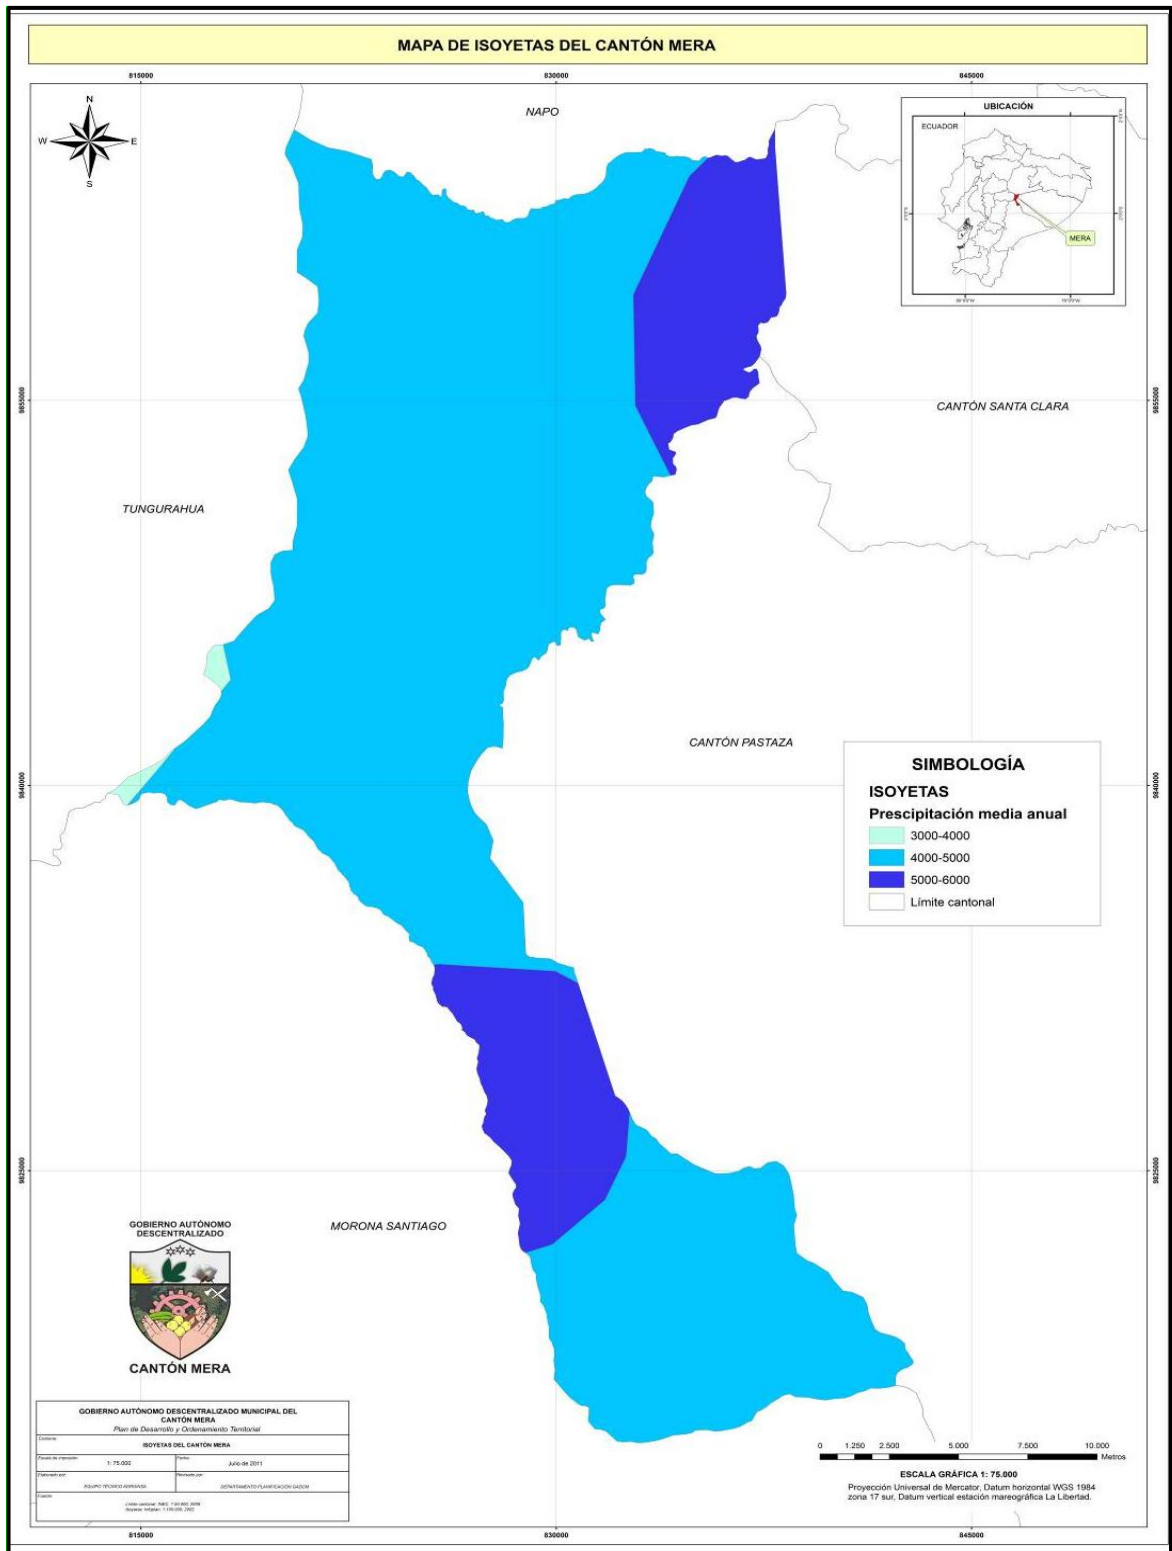 MAPA DE ISOYETAS DEL CANTÓN MERA
815000
830000
845000
N
W
E
S
NAPO
UBICACIÓN
ECUADOR
MERA
9855000
9855000
CANTÓN SANTA CLARA
TUNGURAHUA
CANTÓN PASTAZA
SIMBOLOGÍA
ISOYETAS
Prescipitación media anual
3000-4000
4000-5000
5000-6000
Límite cantonal
9840000
9840000
9825000
9825000
MORONA SANTIAGO
GOBIERNO AUTÓNOMO
DESCENTRALIZADO
CANTÓN MERA
GOBIERNO AUTÓNOMO DESCENTRALIZADO MUNICIPAL DEL
CANTÓN MERA
Plan de Desarrollo y Ordenamiento Territorial
ISOYETAS DEL CANTÓN MERA
1: 75.000
Julio de 2011
0 1.250 2.500 5.000 7.500 10.000
Metros
ESCALA GRÁFICA 1: 75.000
Proyección Universal de Mercator, Datum horizontal WGS 1984
zona 17 sur, Datum vertical estación mareográfica La Libertad.
815000
830000
845000